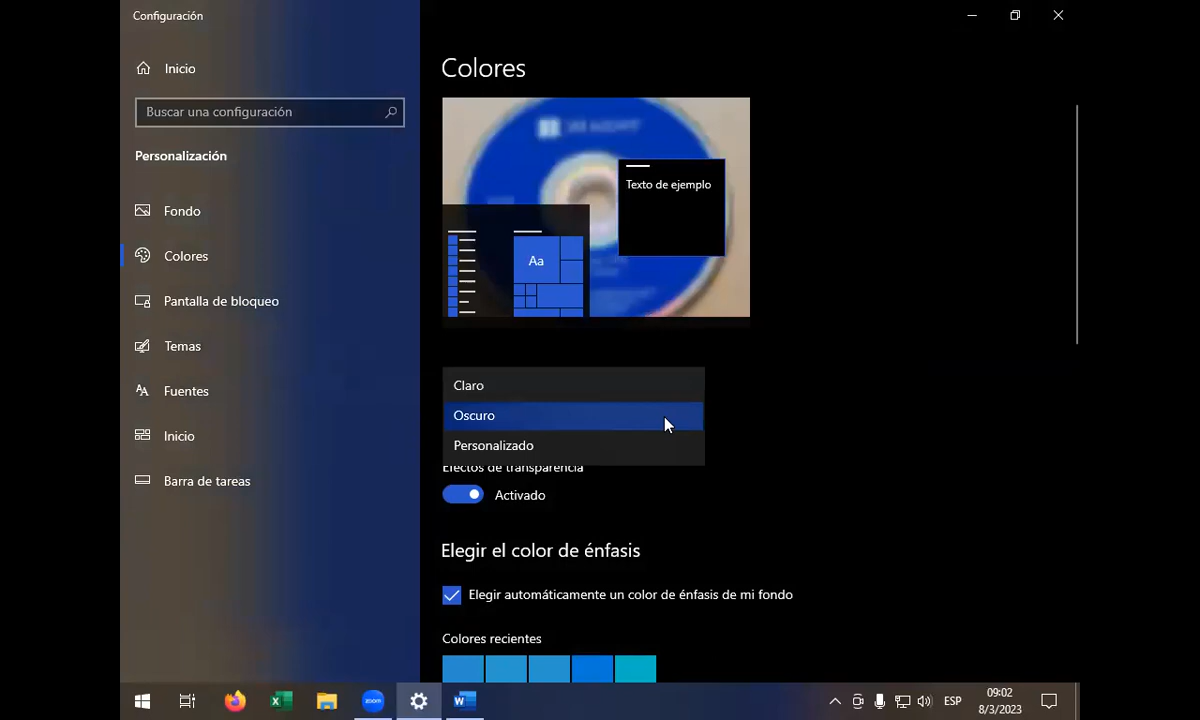 Configuración
Inicio
Buscar una configuración
Personalización
Fondo
Colores
Pantalla de bloqueo
Temas
Fuentes
Inicio
Barra de tareas
Colores
Texto de ejemplo
Aa
Claro
Oscuro
Personalizado
Efectos de transparencia
Activado
Elegir el color de énfasis
Elegir automáticamente un color de énfasis de mi fondo
Colores recientes
zoom
ESP
09:02
8/3/2023